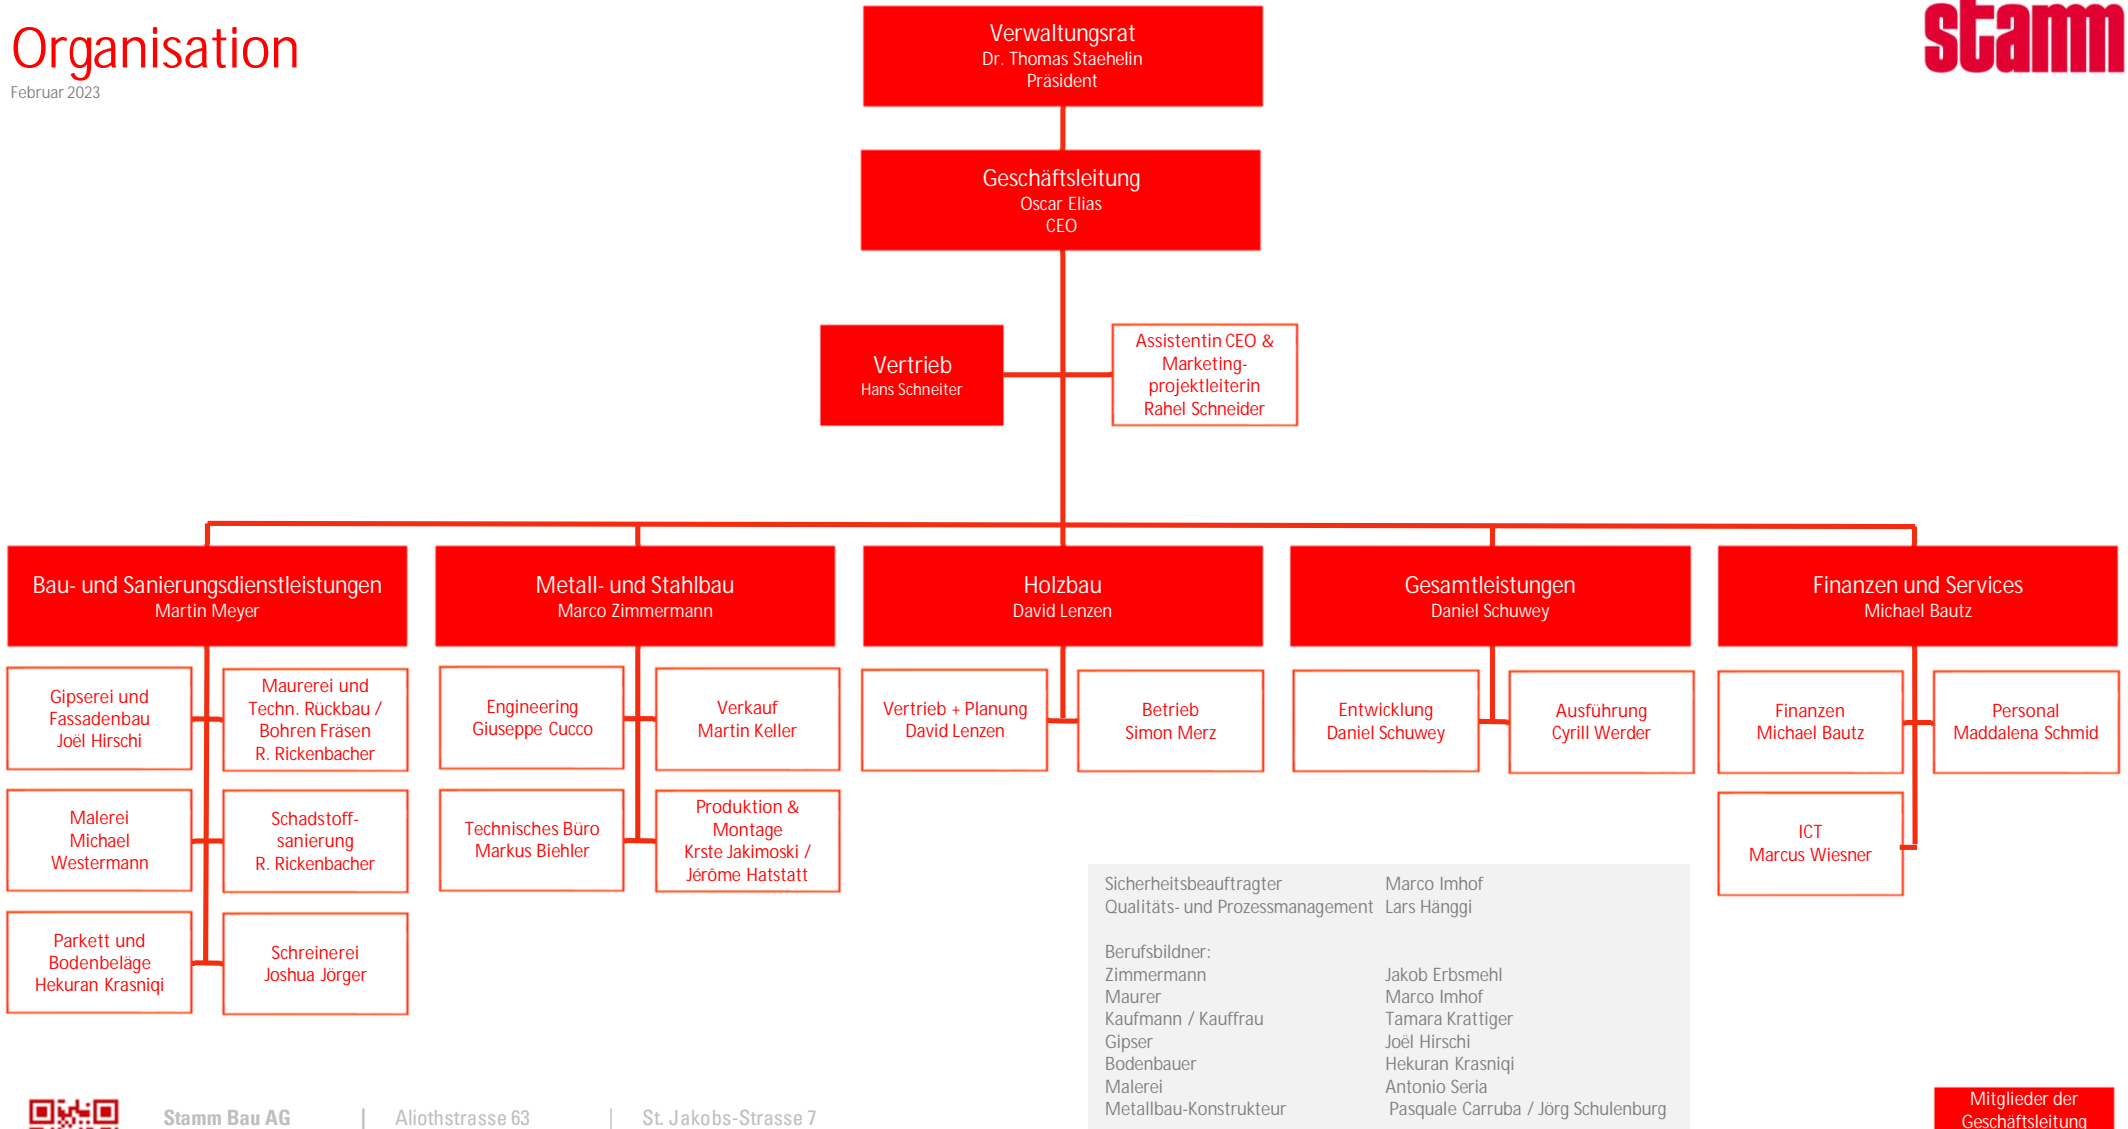 Organisation
Februar 2023
stamm
Verwaltungsrat
Dr. Thomas Staehelin
Präsident
Geschäftsleitung
Oscar Elias
CEO
Vertrieb
Hans Schneiter
Assistentin CEO &
Marketing-
projektleiterin
Rahel Schneider
Bau- und Sanierungsdienstleistungen
Martin Meyer
Gipserei und
Fassadenbau
Joël Hirschi
Maurerei und
Techn. Rückbau /
Bohren Fräsen
R. Rickenbacher
Malerei
Michael
Westermann
Schadstoff-
sanierung
R. Rickenbacher
Parkett und
Bodenbeläge
Hekuran Krasniqi
Schreinerei
Joshua Jörger
Metall- und Stahlbau
Marco Zimmermann
Engineering
Giuseppe Cucco
Verkauf
Martin Keller
Technisches Büro
Markus Biehler
Produktion &
Montage
Krste Jakimoski /
Jérôme Hatstatt
Holzbau
David Lenzen
Vertrieb + Planung
David Lenzen
Betrieb
Simon Merz
Gesamtleistungen
Daniel Schuwey
Entwicklung
Daniel Schuwey
Ausführung
Cyrill Werder
Finanzen und Services
Michael Bautz
Finanzen
Michael Bautz
Personal
Maddalena Schmid
ICT
Marcus Wiesner
Sicherheitsbeauftragter Marco Imhof
Qualitäts- und Prozessmanagement Lars Hänggi
Berufsbildner:
Zimmermann Jakob Erbsmehl
Maurer Marco Imhof
Kaufmann / Kauffrau Tamara Krattiger
Gipser Joël Hirschi
Bodenbauer Hekuran Krasniqi
Malerei Antonio Seria
Metallbau-Konstrukteur Pasquale Carruba / Jörg Schulenburg
Stamm Bau AG | Aliothstrasse 63 | St. Jakobs-Strasse 7
Mitglieder der
Geschäftsleitung